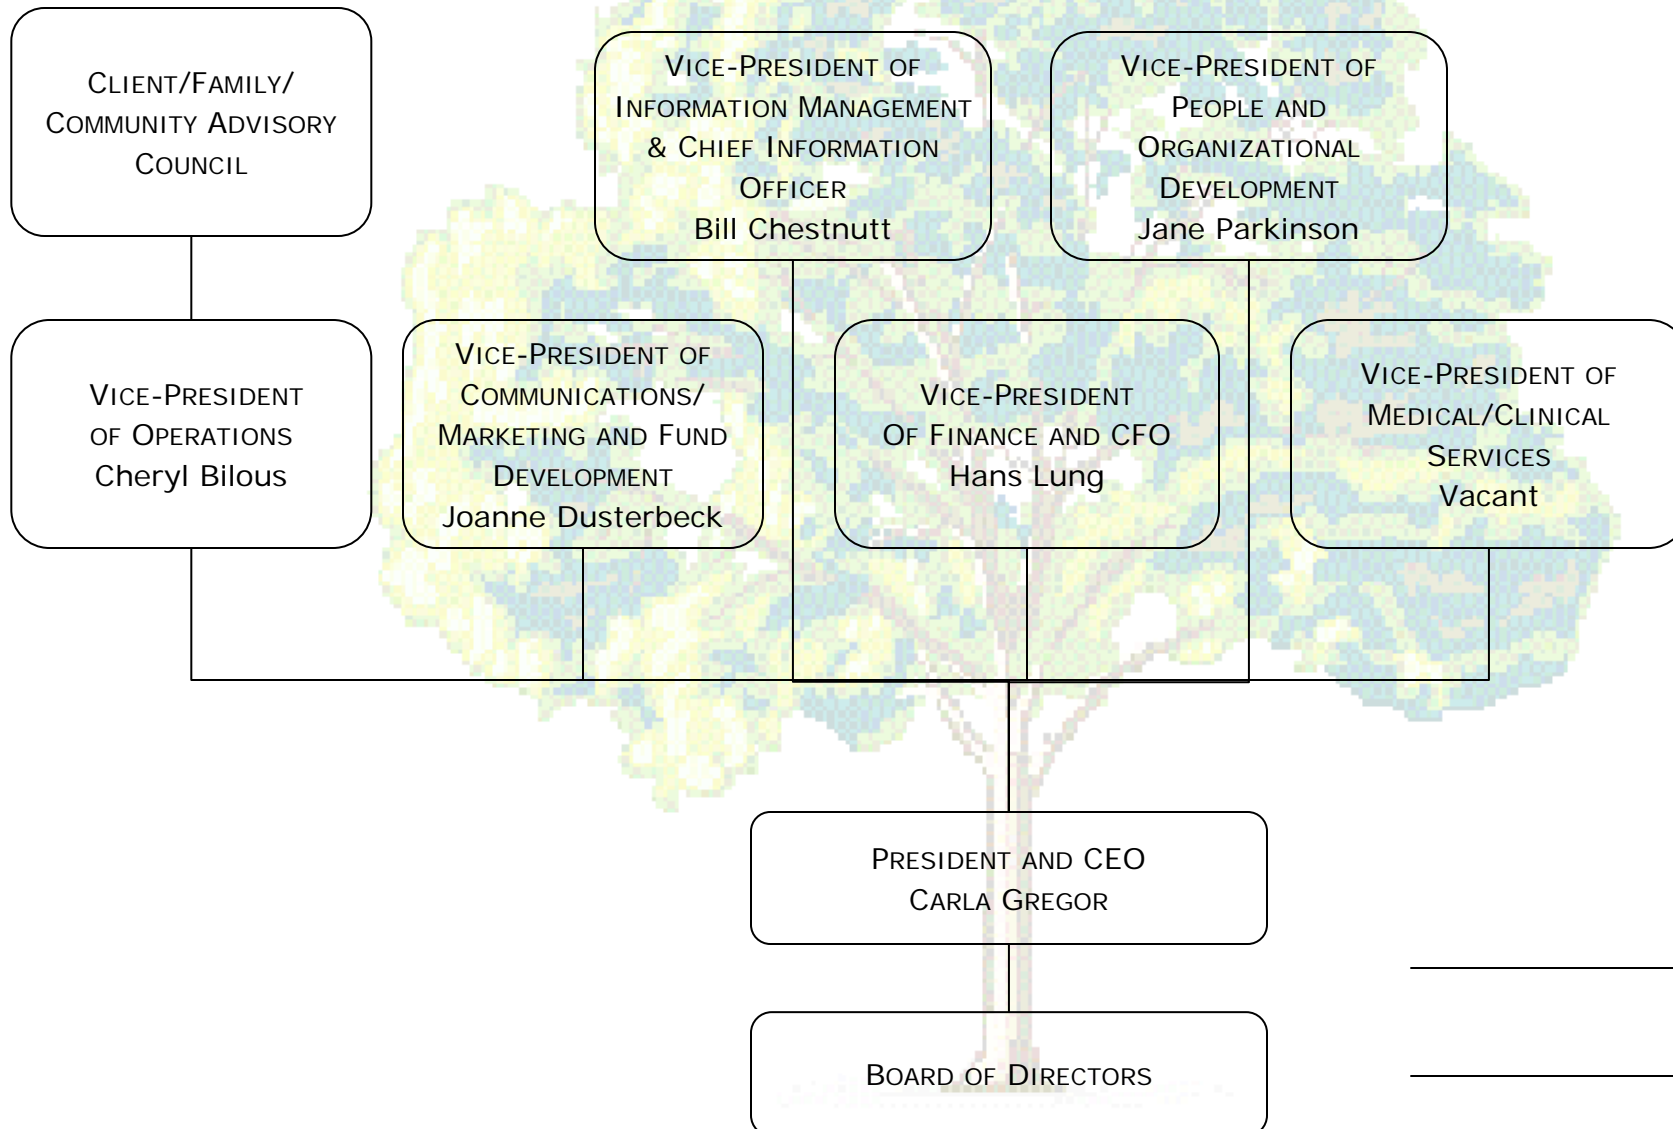 CLIENT/FAMILY/
COMMUNITY ADVISORY
COUNCIL
VICE-PRESIDENT OF
INFORMATION MANAGEMENT
& CHIEF INFORMATION
OFFICER
Bill Chestnutt
VICE-PRESIDENT OF
PEOPLE AND
ORGANIZATIONAL
DEVELOPMENT
Jane Parkinson
VICE-PRESIDENT
OF OPERATIONS
Cheryl Bilous
VICE-PRESIDENT OF
COMMUNICATIONS/
MARKETING AND FUND
DEVELOPMENT
Joanne Dusterbeck
VICE-PRESIDENT
OF FINANCE AND CFO
Hans Lung
VICE-PRESIDENT OF
MEDICAL/CLINICAL
SERVICES
Vacant
PRESIDENT AND CEO
CARLA GREGOR
BOARD OF DIRECTORS